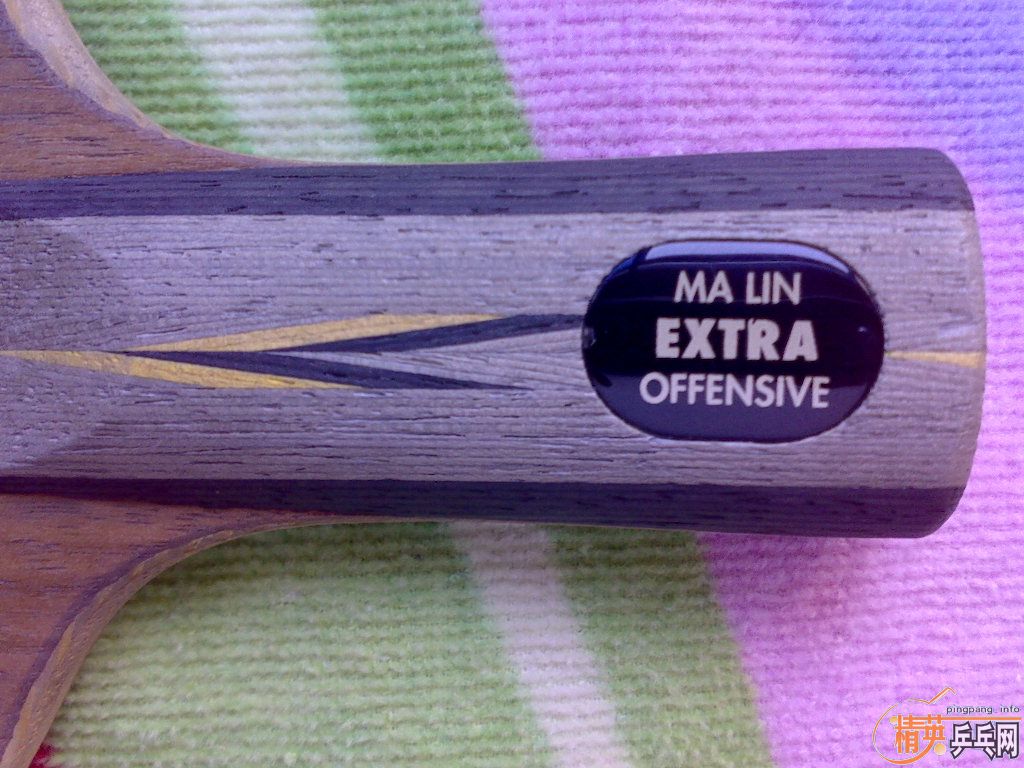 MA LIN
EXTRA
OFFENSIVE
pingpang.info
精英乒乓网